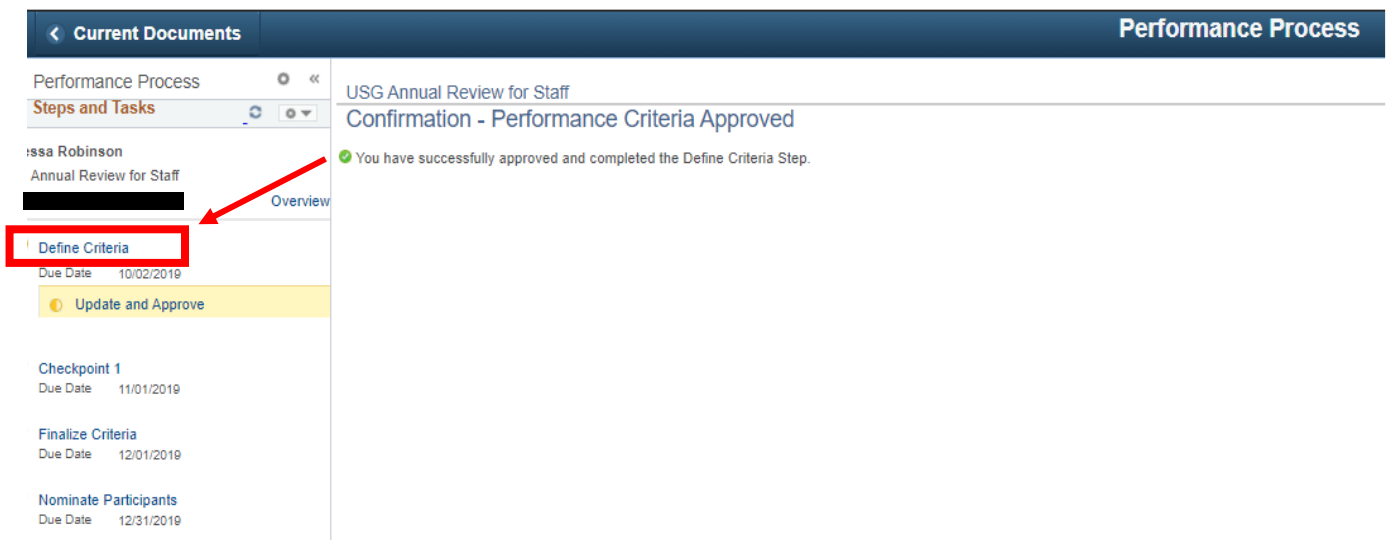 Current Documents
Performance Process
Performance Process
Steps and Tasks
essa Robinson
Annual Review for Staff
Overview
Define Criteria
Due Date 10/02/2019
Update and Approve
Checkpoint 1
Due Date 11/01/2019
Finalize Criteria
Due Date 12/01/2019
Nominate Participants
Due Date 12/31/2019
USG Annual Review for Staff
Confirmation - Performance Criteria Approved
You have successfully approved and completed the Define Criteria Step.